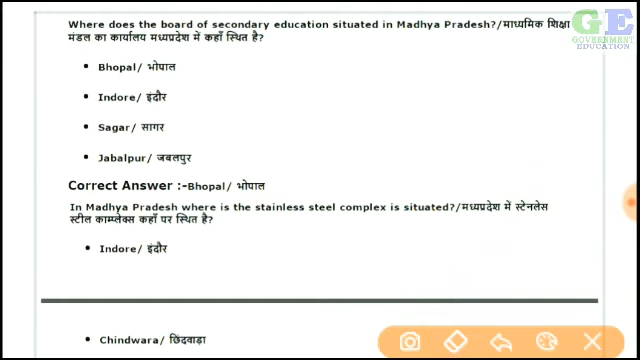 GE
GOVERNMENT
EDUCATION
Where does the board of secondary education situated in Madhya Pradesh?/माध्यमिक शिक्षा
मंडल का कार्यालय मध्यप्रदेश में कहाँ स्थित है?
Bhopal/ भोपाल
Indore/ इंदौर
Sagar/ सागर
Jabalpur/ जबलपुर
Correct Answer :-Bhopal/ भोपाल
In Madhya Pradesh where is the stainless steel complex is situated?/मध्यप्रदेश में स्टेनलेस
स्टील काम्प्लेक्स कहाँ पर स्थित है?
Indore/ इंदौर
Chindwara/ छिंदवाड़ा